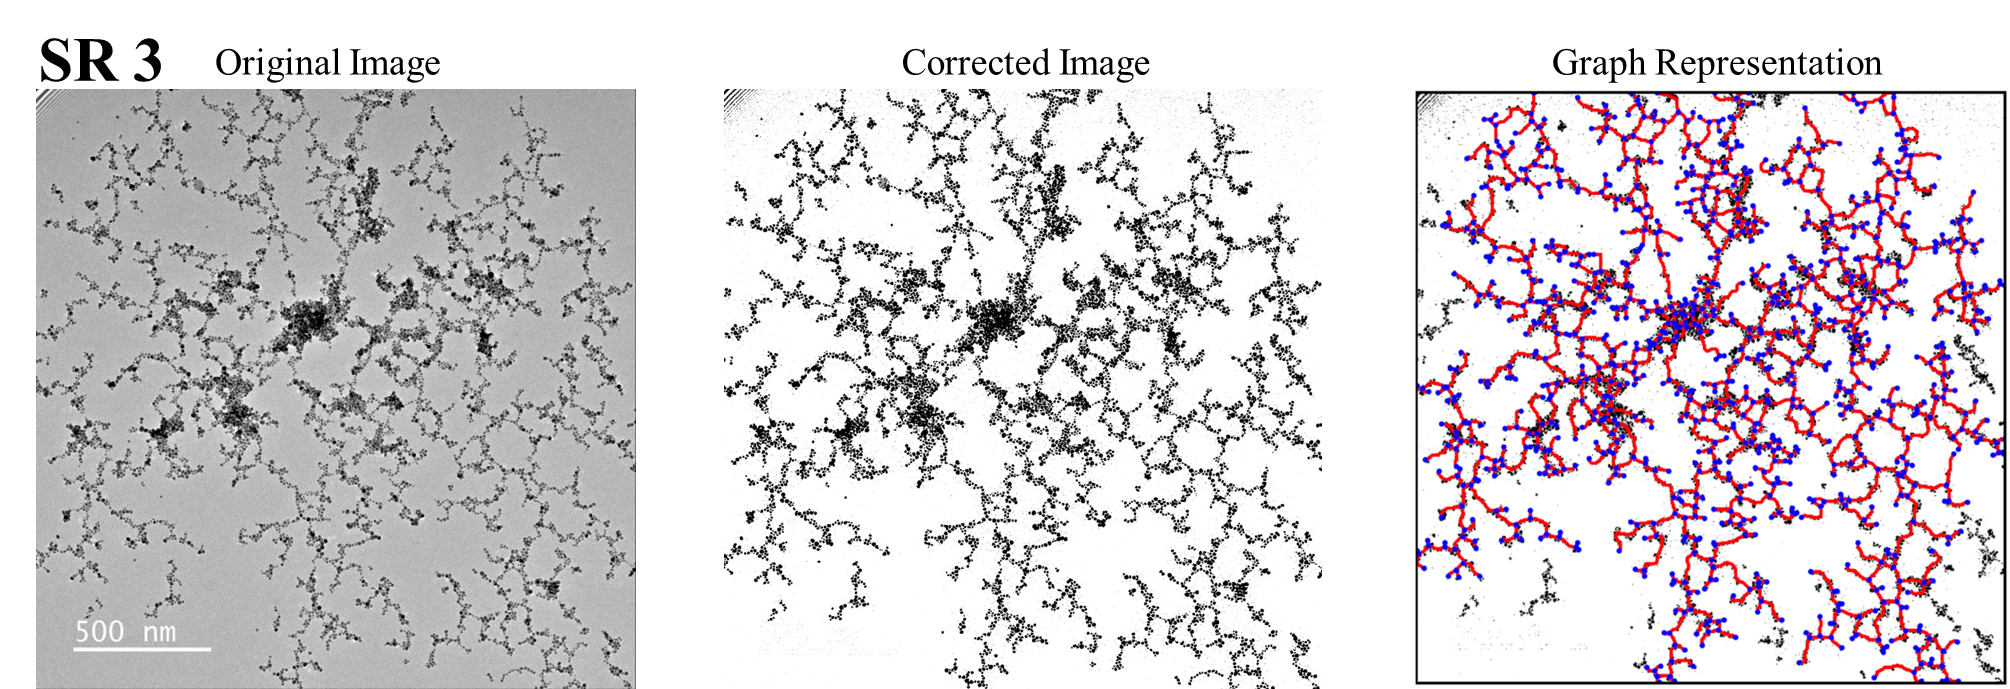 SR 3
Original Image
Corrected Image
Graph Representation
500 nm